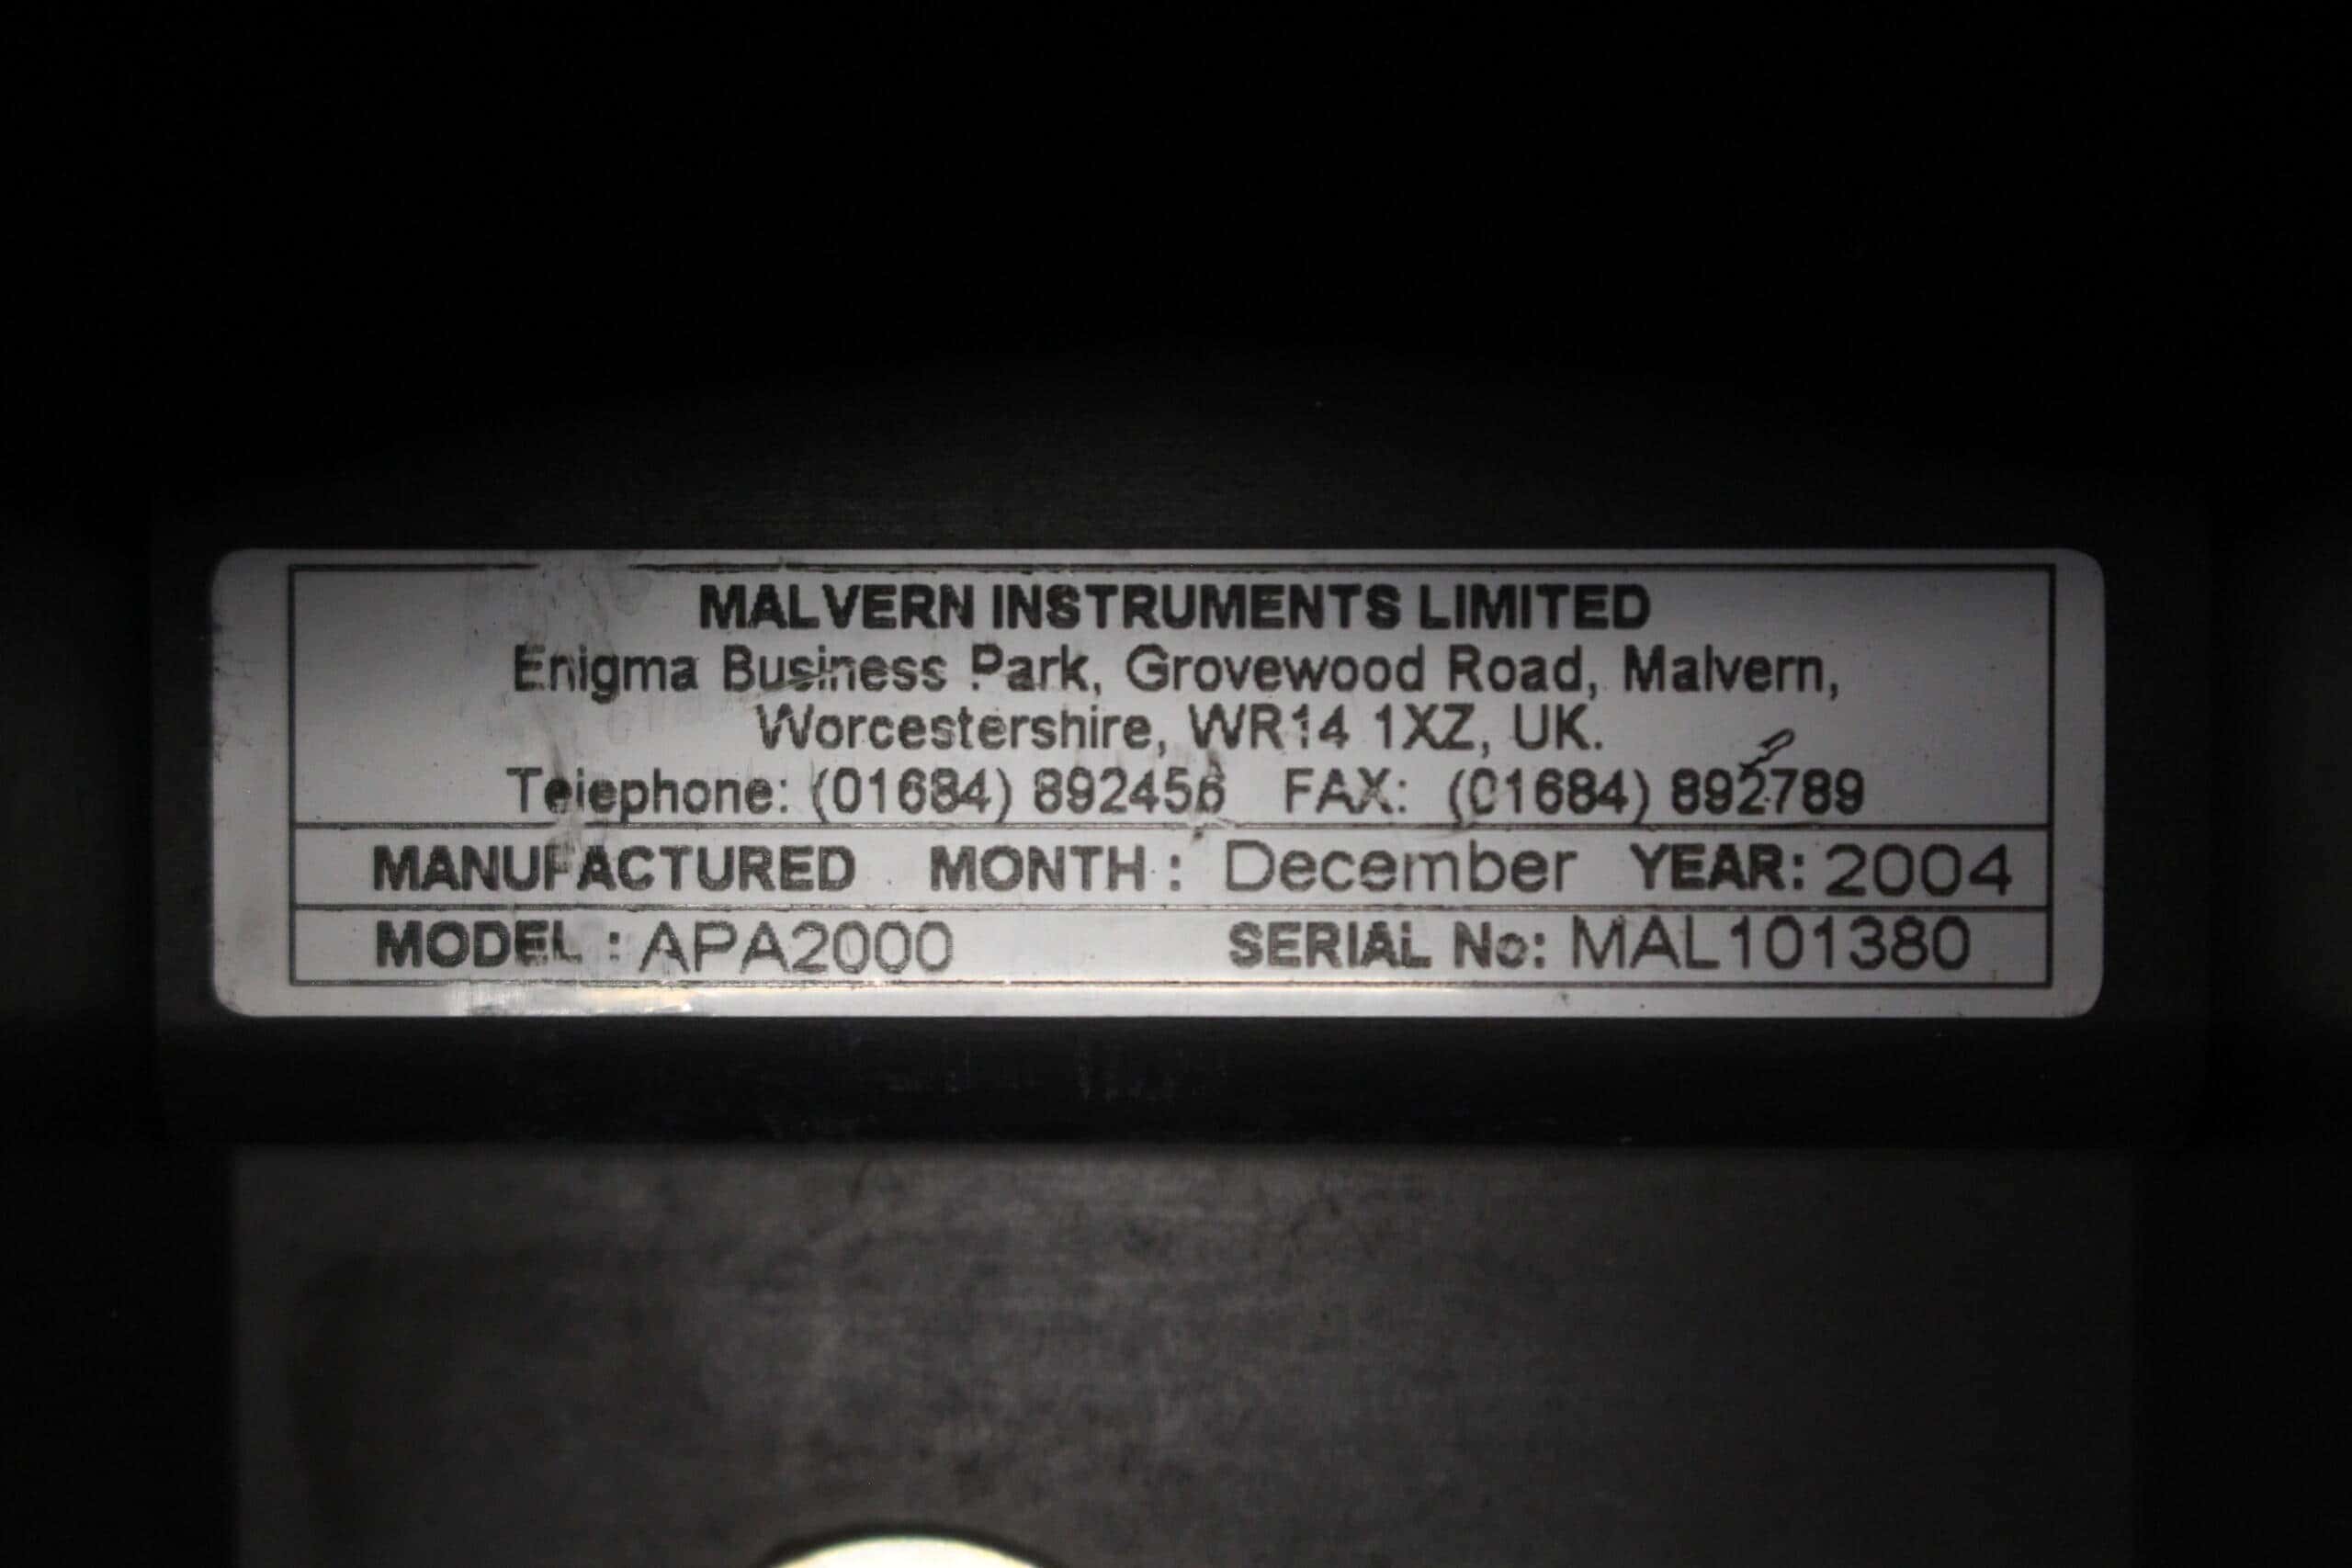 MALVERN INSTRUMENTS LIMITED
Enigma Business Park, Grovewood Road, Malvern,
Worcestershire, WR14 1XZ, UK.
Telephone: (01684) 892456 FAX: (01684) 892789
MANUFACTURED MONTH : December YEAR: 2004
MODEL : APA2000 SERIAL No: MAL101380